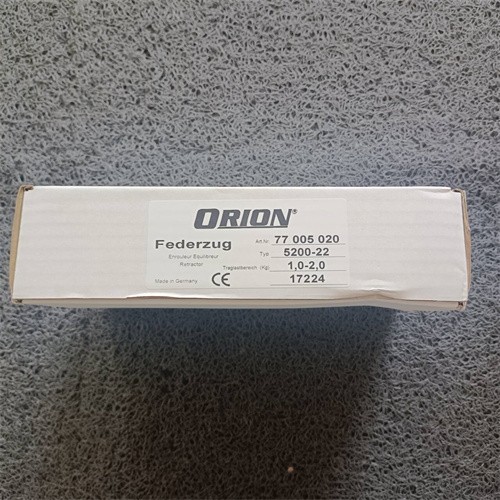 ORION®
Federzug Art.Nr. 77 005 020
Enrouleur Equilibreur Typ 5200-22
Retractor Traglastbereich (Kg) 1,0-2,0
Made in Germany CE 17224